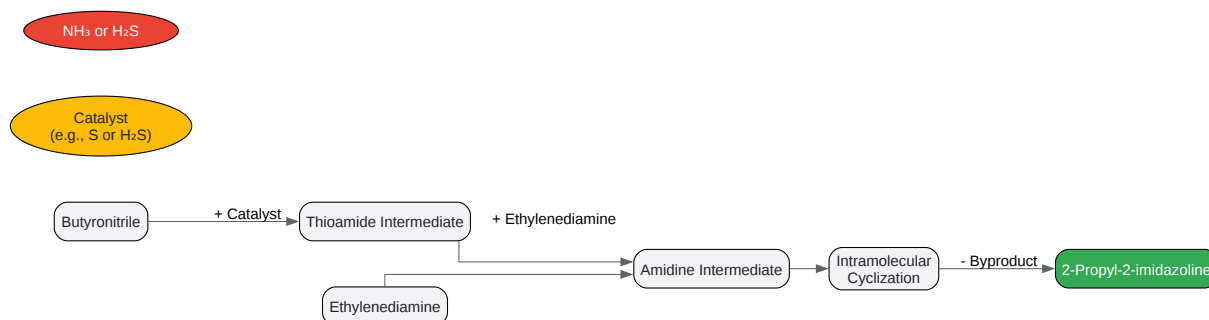 NH₃ or H₂S
Catalyst
(e.g., S or H₂S)
Butyronitrile
+ Catalyst
Thioamide Intermediate
+ Ethylenediamine
Ethylenediamine
Amidine Intermediate
Intramolecular
Cyclization
- Byproduct
2-Propyl-2-imidazoline